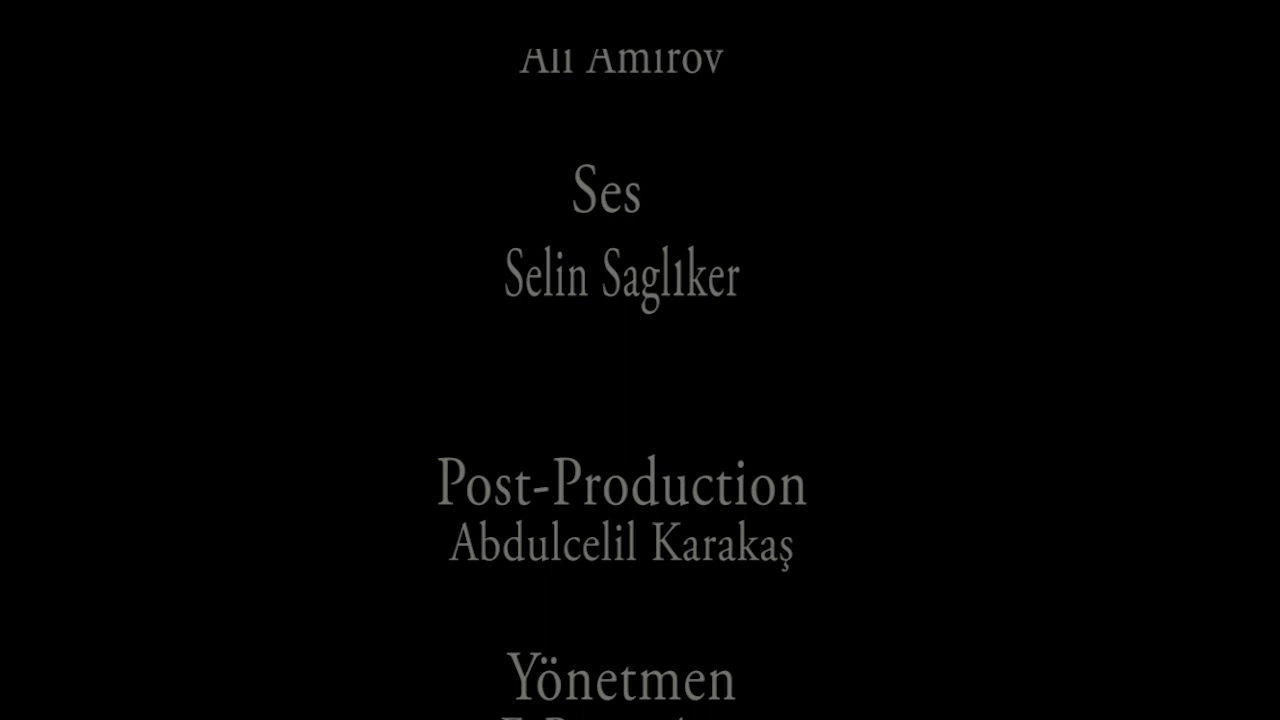 Ali Amirov
Ses
Selin Saglıker
Post-Production
Abdulcelil Karakaş
Yönetmen